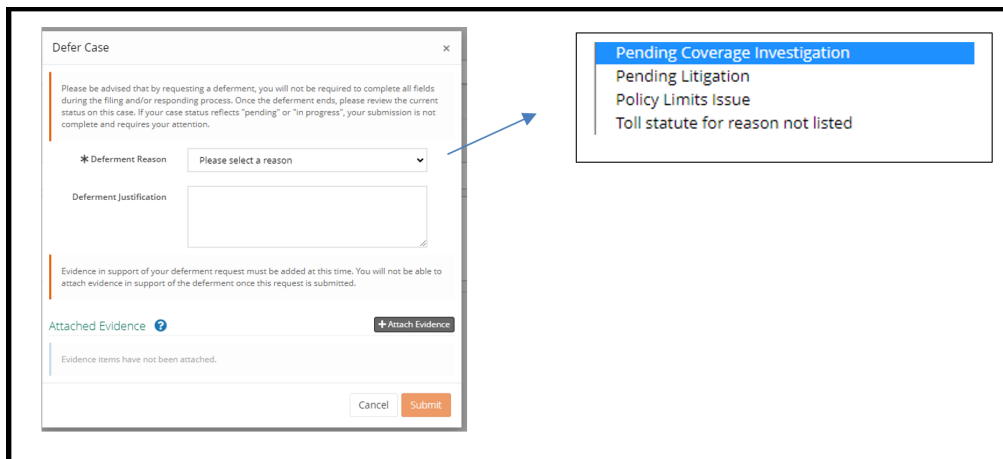 Defer Case ×
Please be advised that by requesting a deferment, you will not be required to complete all fields
during the filing and/or responding process. Once the deferment ends, please review the current
status on this case. If your case status reflects "pending" or "in progress", your submission is not
complete and requires your attention.
* Deferment Reason Please select a reason
Deferment Justification
Evidence in support of your deferment request must be added at this time. You will not be able to
attach evidence in support of the deferment once this request is submitted.
Attached Evidence ? + Attach Evidence
Evidence items have not been attached.
Cancel Submit
Pending Coverage Investigation
Pending Litigation
Policy Limits Issue
Toll statute for reason not listed